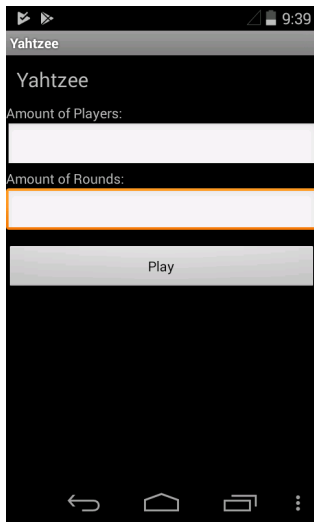 9:39
Yahtzee
Yahtzee
Amount of Players:
Amount of Rounds:
Play